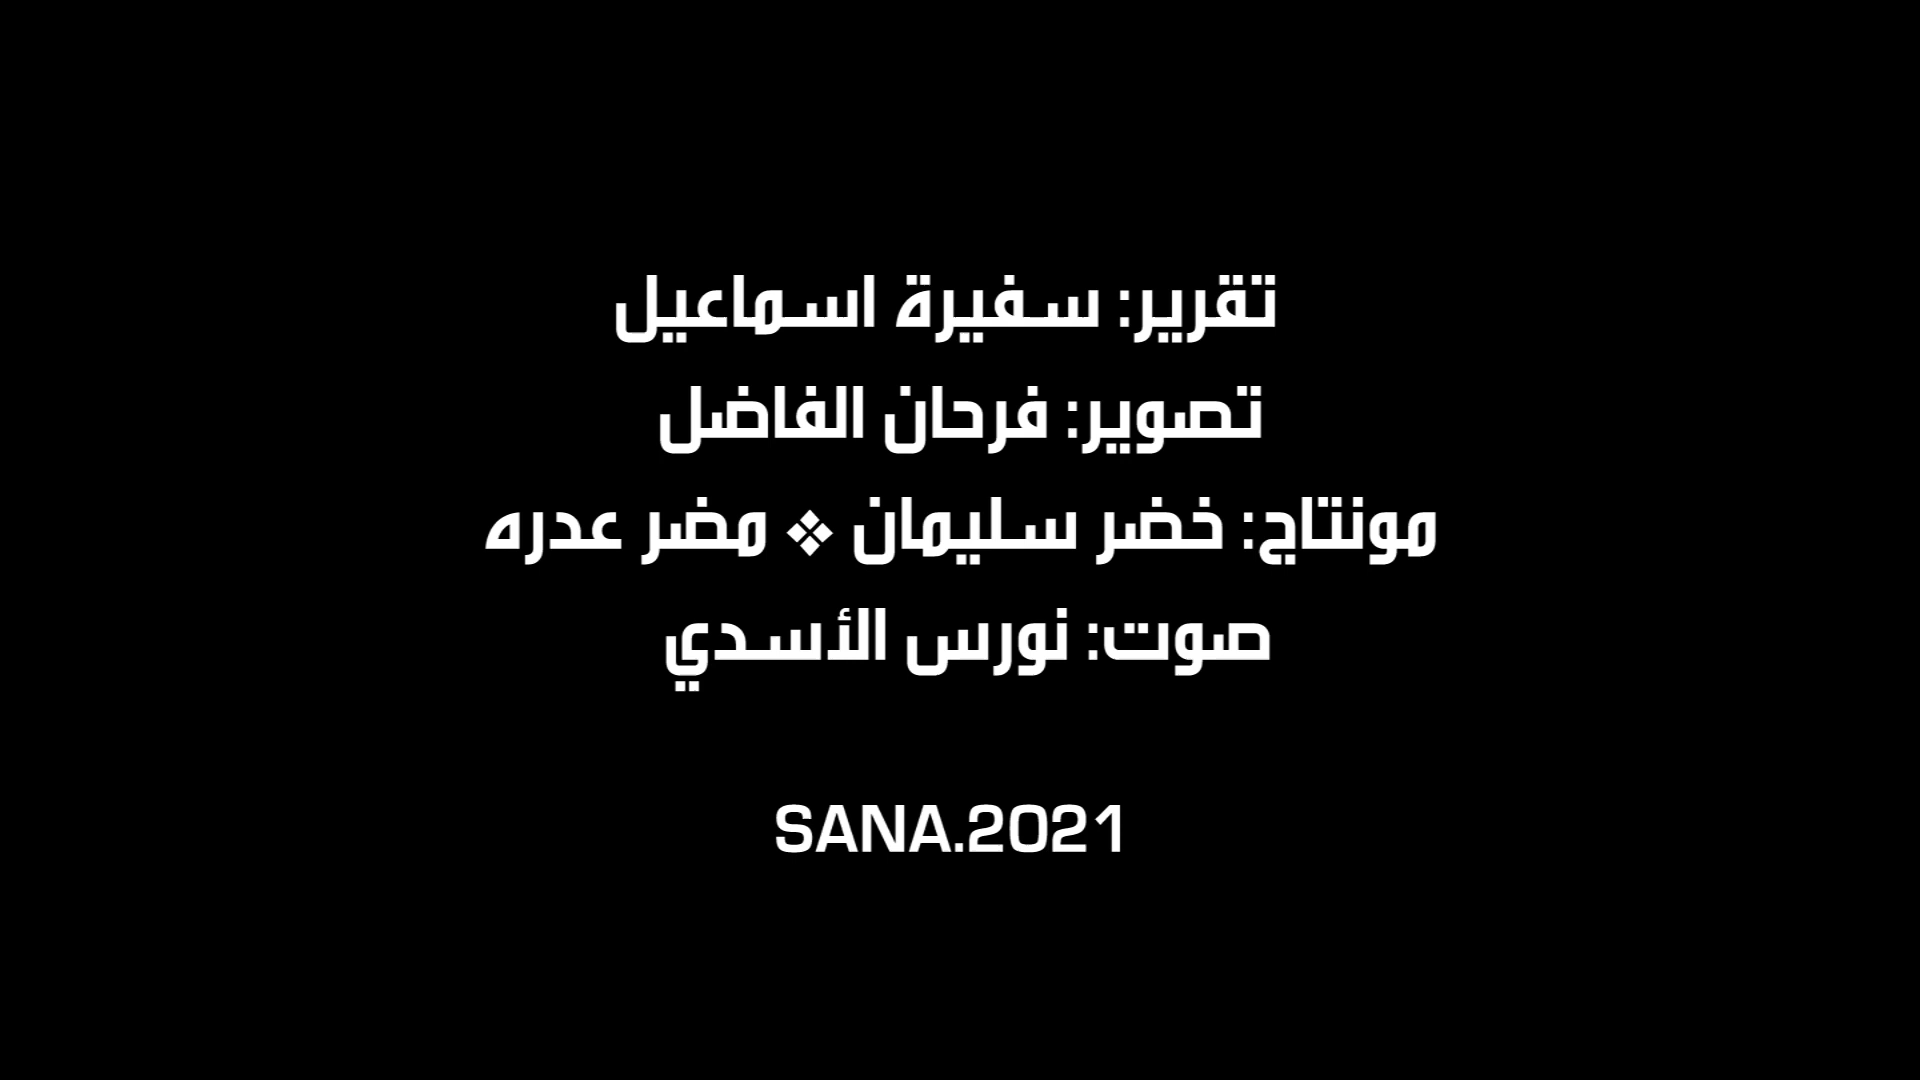 تقرير: سفيرة اسماعيل
تصوير: فرحان الفاضل
مونتاج: خضر سليمان ❖ مضر عدره
صوت: نورس الأسدي
SANA.2021